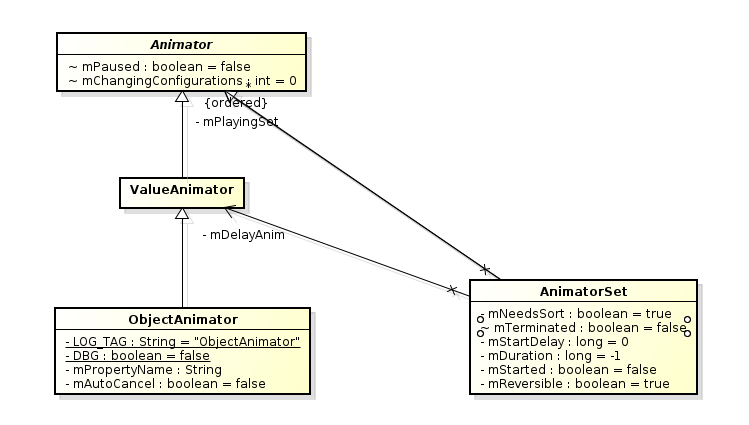 Animator
~ mPaused : boolean = false
~ mChangingConfigurations : int = 0
*
{ordered}
- mPlayingSet
ValueAnimator
- mDelayAnim
ObjectAnimator
- LOG_TAG : String = "ObjectAnimator"
- DBG : boolean = false
- mPropertyName : String
- mAutoCancel : boolean = false
AnimatorSet
- mNeedsSort : boolean = true
~ mTerminated : boolean = false
- mStartDelay : long = 0
- mDuration : long = -1
- mStarted : boolean = false
- mReversible : boolean = true